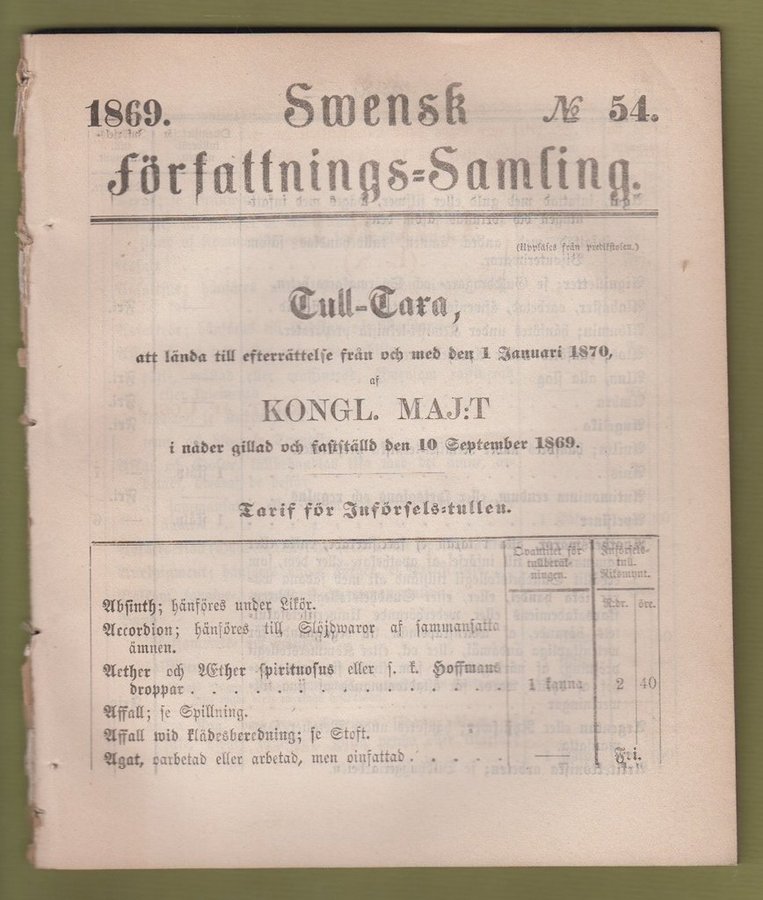 1869. Swensk № 54.
Författnings=Samling.
(Uppläses från predikstolen.)
Tull-Taxa,
att lända till efterrättelse från och med den 1 Januari 1870,
af
KONGL. MAJ:T
i nåder gillad och fastställd den 10 September 1869.
Tarif för Införsels=tullen.
Qvantitet för Införsels-
tullberäk- tull.
ningen. Riksmynt.
R:dr. öre.
Absinth; hänföres under Likör.
Accordion; hänföres till Slöjdwaror af sammansatta
ämnen.
Aether och Æther spirituosus eller s. k. Hoffmans
droppar . . . . . . . . . . . . . . 1 kanna 2 40
Affall; se Spillning.
Affall wid klädesberedning; se Stoft.
Agat, oarbetad eller arbetad, men oinfattad . . . . . — Fri.